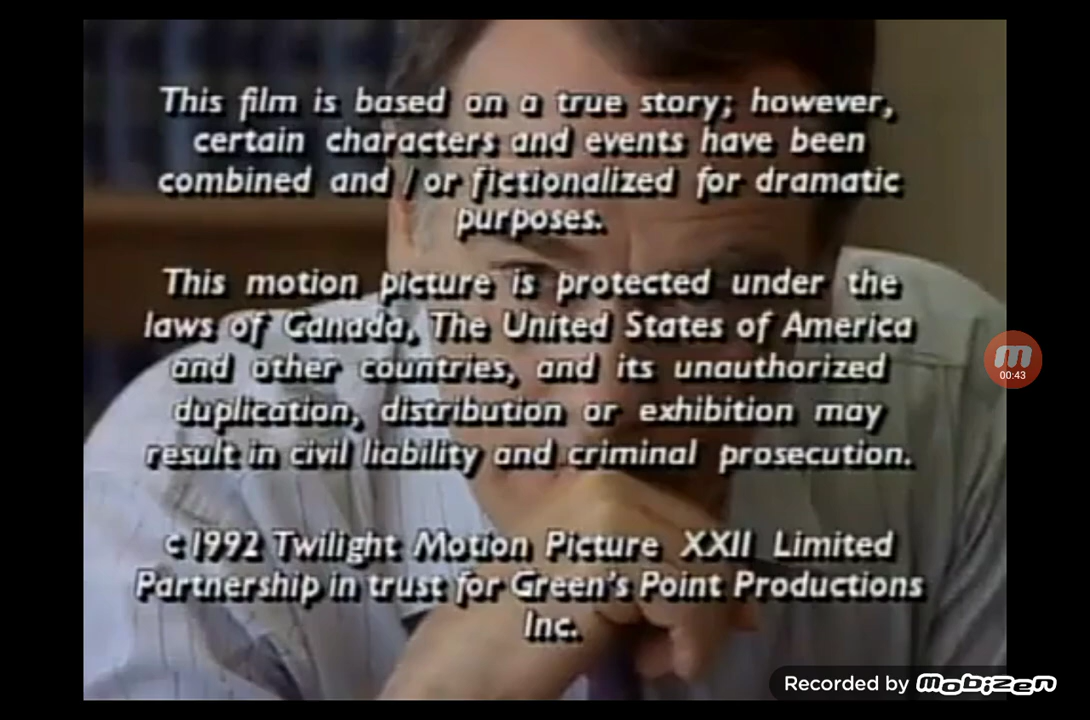 This film is based on a true story; however,
certain characters and events have been
combined and / or fictionalized for dramatic
purposes.
This motion picture is protected under the
laws of Canada, The United States of America
and other countries, and its unauthorized
duplication, distribution or exhibition may
result in civil liability and criminal prosecution.
c 1992 Twilight Motion Picture XXII Limited
Partnership in trust for Green's Point Productions
Inc.
00:43
Recorded by Mobizen